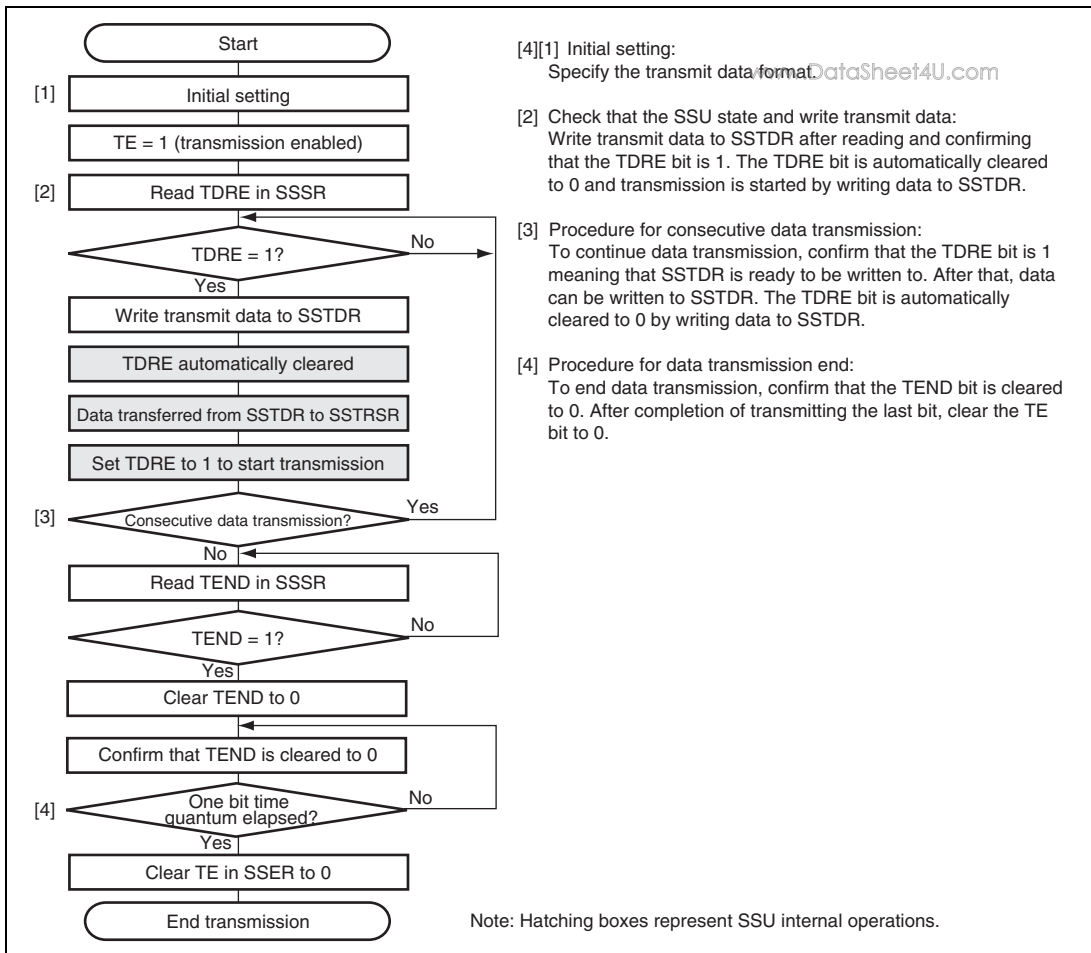 Start
[1] Initial setting
TE = 1 (transmission enabled)
[2] Read TDRE in SSSR
TDRE = 1?
No
Yes
Write transmit data to SSTDR
TDRE automatically cleared
Data transferred from SSTDR to SSTRSR
Set TDRE to 1 to start transmission
[3] Consecutive data transmission?
Yes
No
Read TEND in SSSR
TEND = 1?
No
Yes
Clear TEND to 0
Confirm that TEND is cleared to 0
[4] One bit time
quantum elapsed?
No
Yes
Clear TE in SSER to 0
End transmission
[4][1] Initial setting:
Specify the transmit data format.
www.DataSheet4U.com
[2] Check that the SSU state and write transmit data:
Write transmit data to SSTDR after reading and confirming
that the TDRE bit is 1. The TDRE bit is automatically cleared
to 0 and transmission is started by writing data to SSTDR.
[3] Procedure for consecutive data transmission:
To continue data transmission, confirm that the TDRE bit is 1
meaning that SSTDR is ready to be written to. After that, data
can be written to SSTDR. The TDRE bit is automatically
cleared to 0 by writing data to SSTDR.
[4] Procedure for data transmission end:
To end data transmission, confirm that the TEND bit is cleared
to 0. After completion of transmitting the last bit, clear the TE
bit to 0.
Note: Hatching boxes represent SSU internal operations.